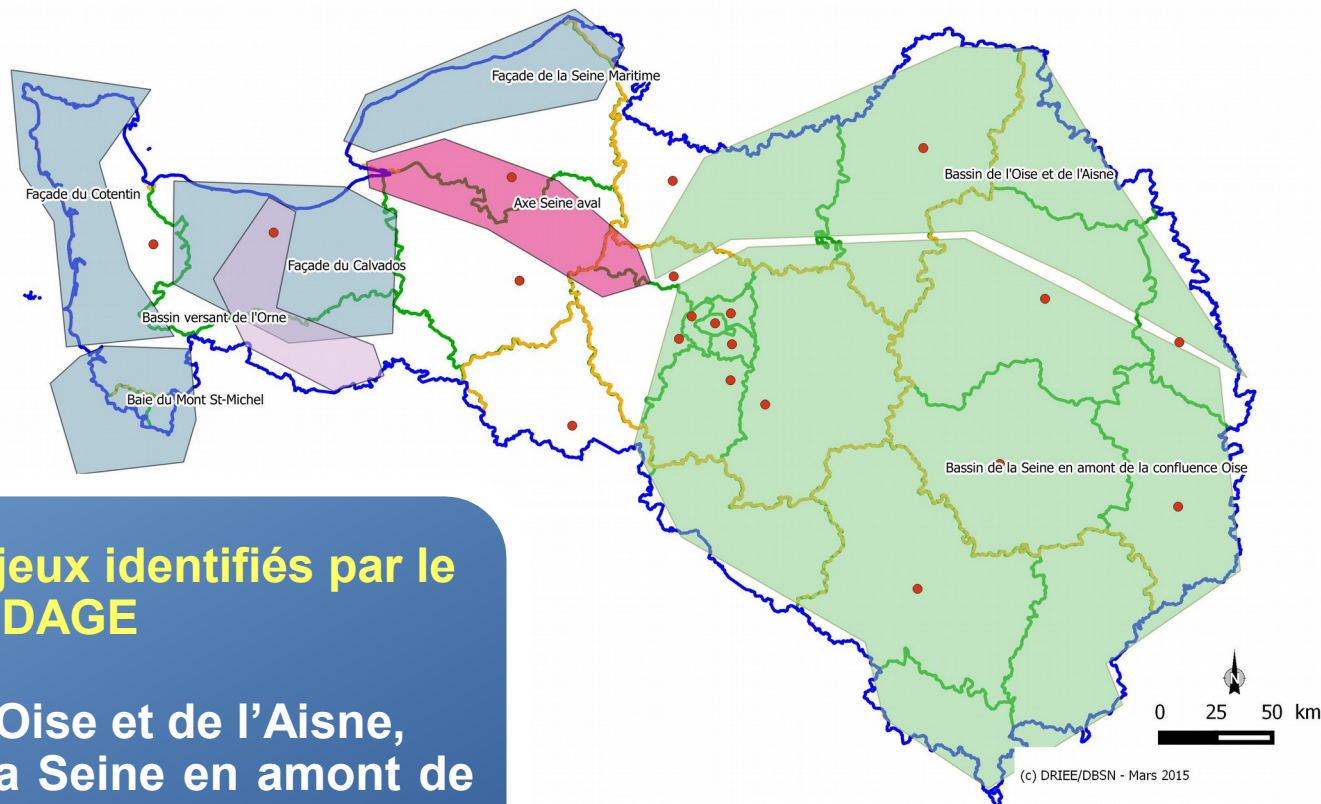 Façade de la Seine Maritime
Bassin de l'Oise et de l'Aisne
Façade du Cotentin
Axe Seine aval
Façade du Calvados
Bassin versant de l'Orne
Baie du Mont St-Michel
Bassin de la Seine en amont de la confluence Oise
jeux identifiés par le
DAGE
Oise et de l'Aisne,
a Seine en amont de
N
0 25 50 km
(c) DRIEE/DBSN - Mars 2015